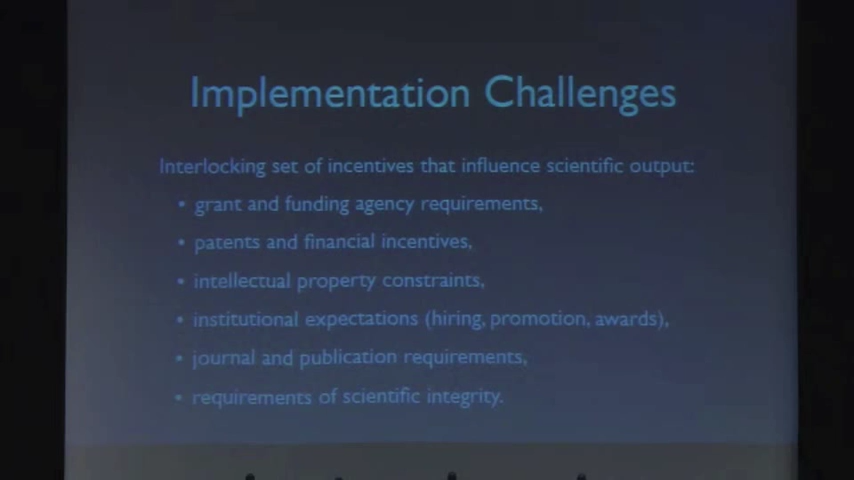 Implementation Challenges
Interlocking set of incentives that influence scientific output:
• grant and funding agency requirements,
• patents and financial incentives,
• intellectual property constraints,
• institutional expectations (hiring, promotion, awards),
• journal and publication requirements,
• requirements of scientific integrity.